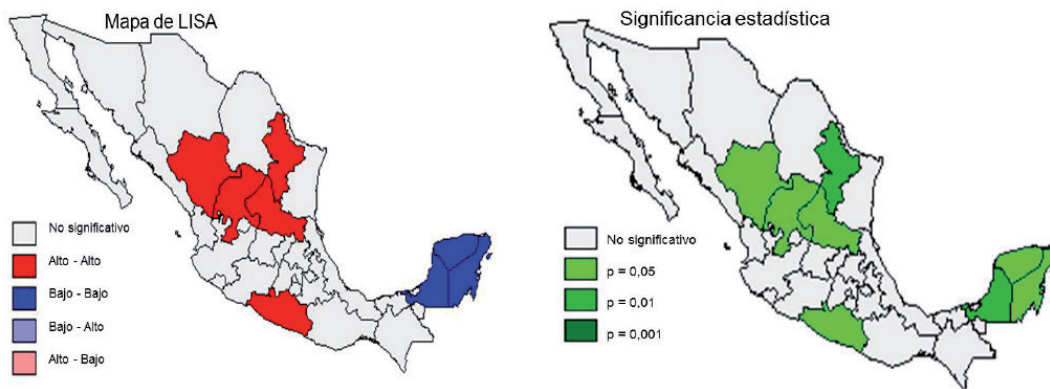 Mapa de LISA
No significativo
Alto - Alto
Bajo - Bajo
Bajo - Alto
Alto - Bajo
Significancia estadística
No significativo
p = 0,05
p = 0,01
p = 0,001